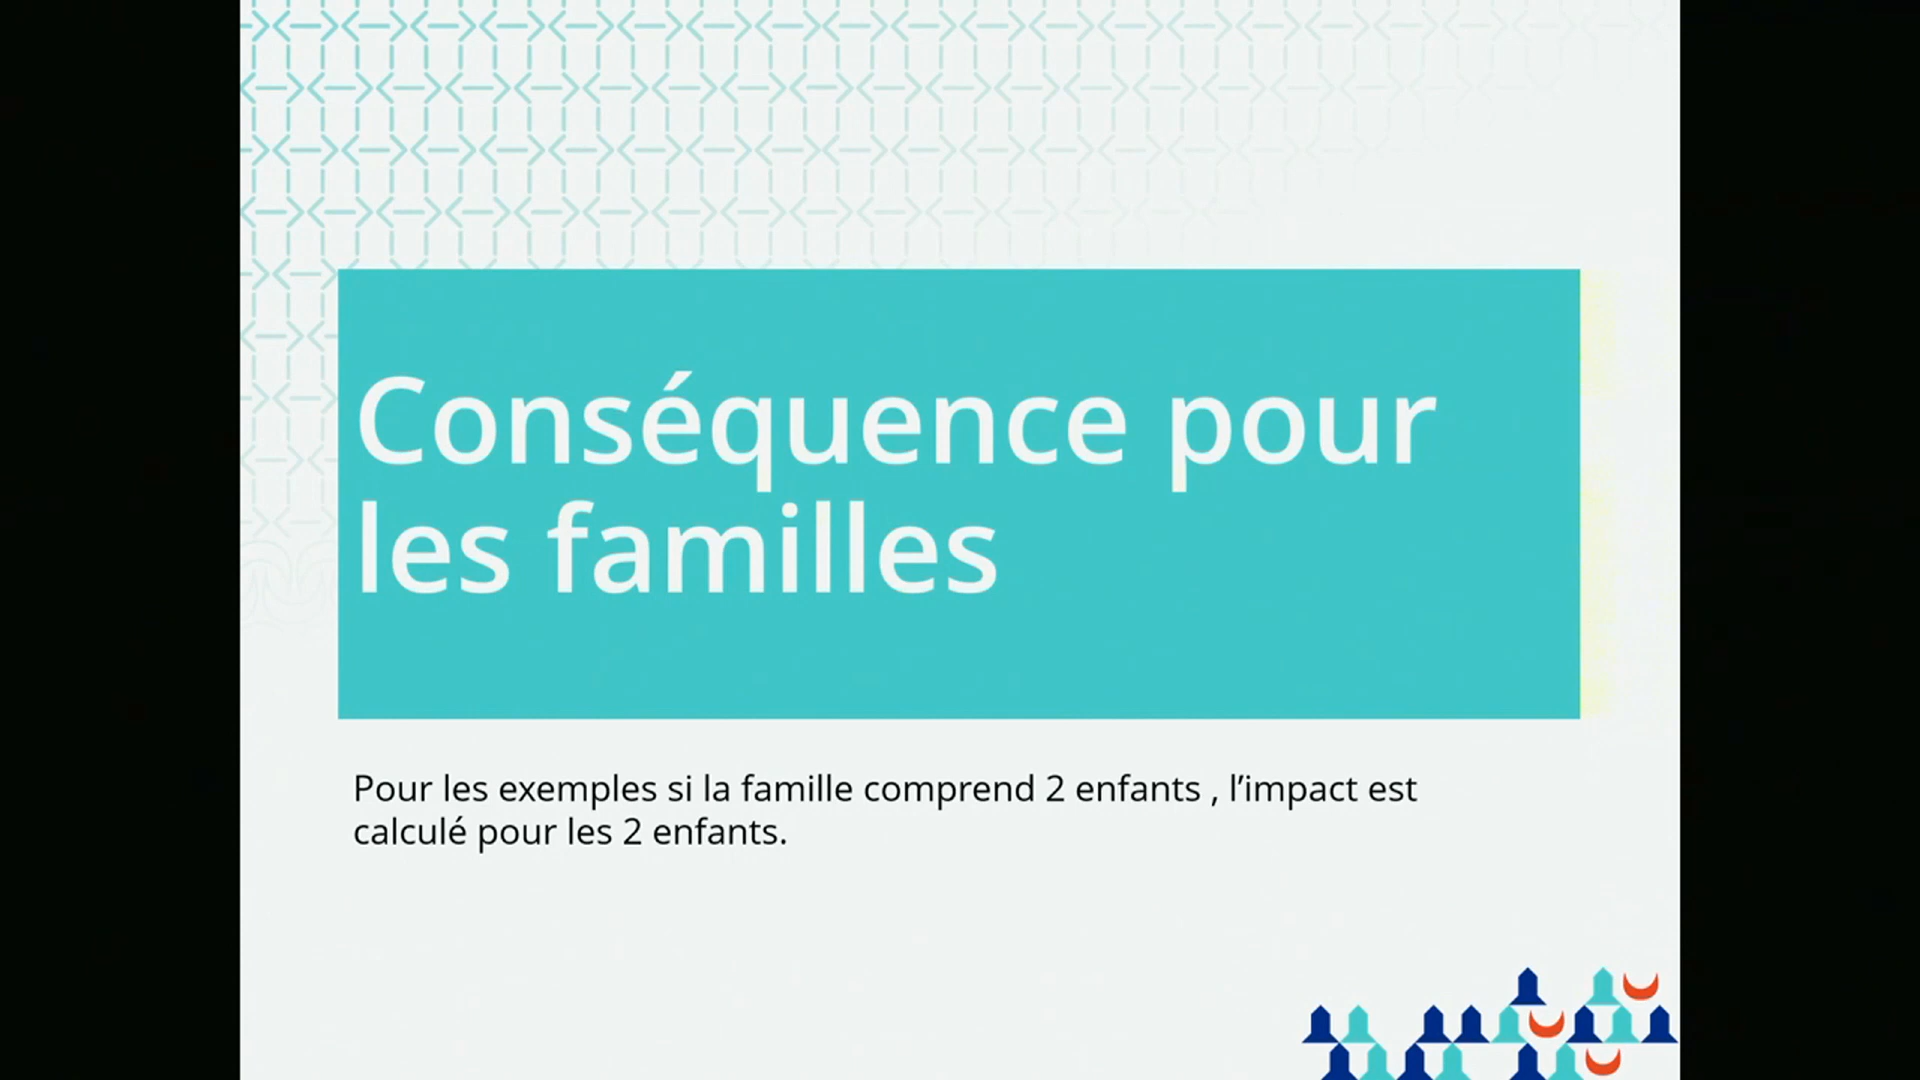 Conséquence pour
les familles
Pour les exemples si la famille comprend 2 enfants , l’impact est
calculé pour les 2 enfants.